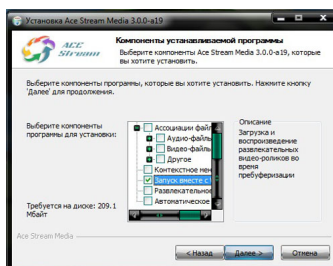 Установка Ace Stream Media 3.0.0-a19
ACE
Stream
Компоненты устанавливаемой программы
Выберите компоненты Ace Stream Media 3.0.0-a19, которые
вы хотите установить.
Выберите компоненты программы, которые вы хотите установить. Нажмите кнопку
'Далее' для продолжения.
Выберите компоненты
программы для установки:
Ассоциации файл
Аудио-файлы
Видео-файлы
Другое
Контекстное мен
Запуск вместе с
Развлекательное
Автоматическое
Требуется на диске: 209.1
Мбайт
Описание
Загрузка и
воспроизведение
развлекательных
видео-роликов во
время
пребуферизации
Ace Stream Media
< Назад
Далее >
Отмена